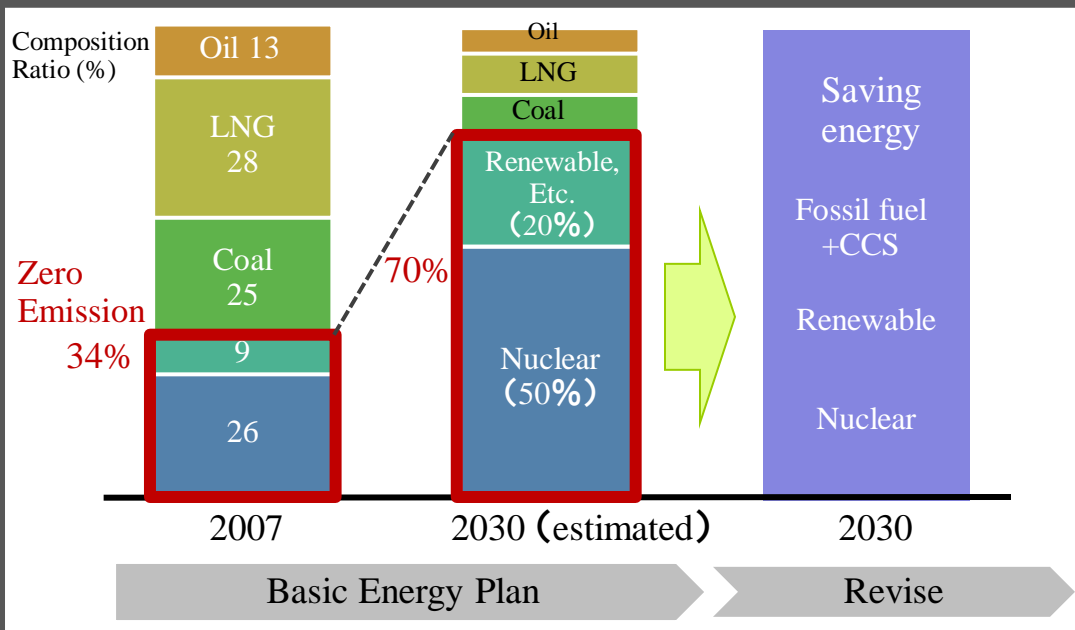 Composition
Ratio (%)
Oil 13
LNG
28
Coal
25
9
26
Zero
Emission
34%
2007
Oil
LNG
Coal
Renewable,
Etc.
(20%)
70%
Nuclear
(50%)
2030 (estimated)
Saving
energy
Fossil fuel
+CCS
Renewable
Nuclear
2030
Basic Energy Plan
Revise